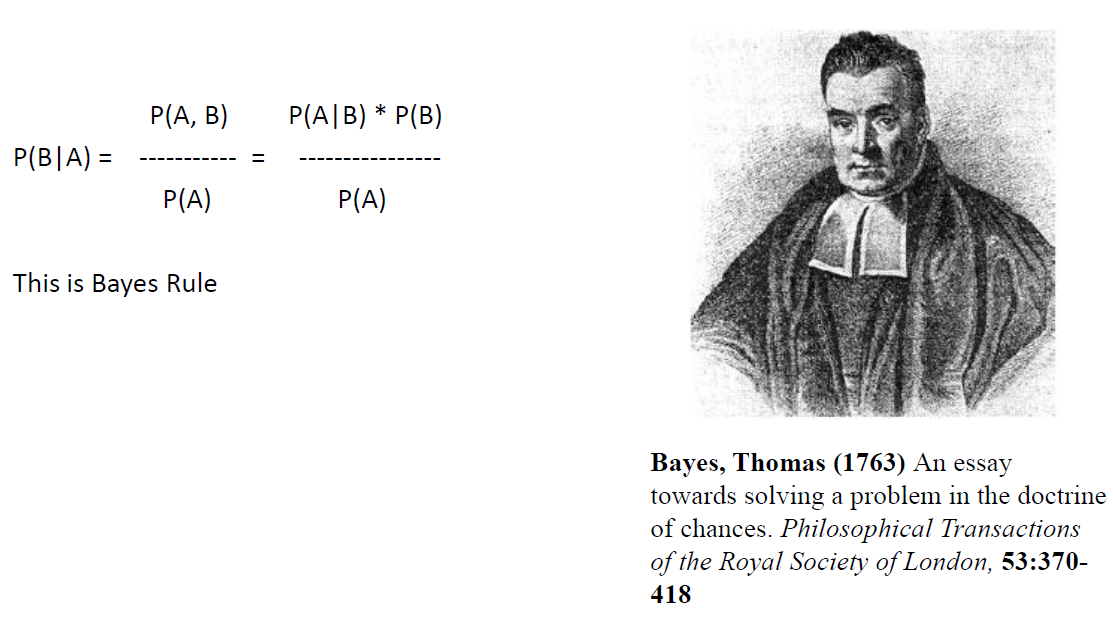 P(A, B) P(A|B) * P(B)
P(B|A) = ----------- = ----------------
P(A) P(A)
This is Bayes Rule
Bayes, Thomas (1763) An essay
towards solving a problem in the doctrine
of chances. Philosophical Transactions
of the Royal Society of London, 53:370-
418